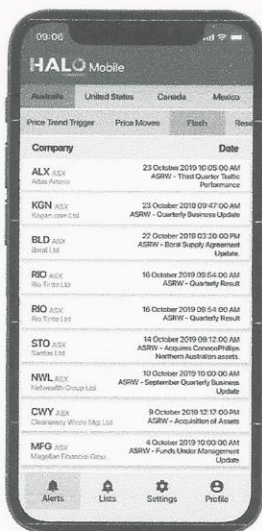 09:06
HALO Mobile
Australia United States Canada Mexico
Price Trend Trigger Price Moves Flash Rese
Company Date
ALX ASX 23 October 2019 10:05:00 AM
Atlas Arteria ASRW - Third Quarter Traffic
Performance
KGN ASX 23 October 2019 09:47:00 AM
Kogan.com Ltd ASRW - Quarterly Business Update
BLD ASX 22 October 2019 03:20:00 PM
Boral Ltd ASRW - Boral Supply Agreement
Update.
RIO ASX 16 October 2019 09:54:00 AM
Rio Tinto Ltd ASRW - Quarterly Result
RIO ASX 16 October 2019 09:54:00 AM
Rio Tinto Ltd ASRW - Quarterly Result
STO ASX 14 October 2019 09:12:00 AM
Santos Ltd ASRW - Acquires ConocoPhillips
Northern Australian assets.
NWL ASX 10 October 2019 10:00:00 AM
Netwealth Group Ltd. ASRW - September Quarterly Business
Update
CWY ASX 9 October 2019 12:17:00 PM
Cleanaway Waste Mg. Ltd ASRW - Acquisition of Assets
MFG ASX 4 October 2019 10:00:00 AM
Magellan Financial Grou... ASRW - Funds Under Management
Update
Alerts Lists Settings Profile